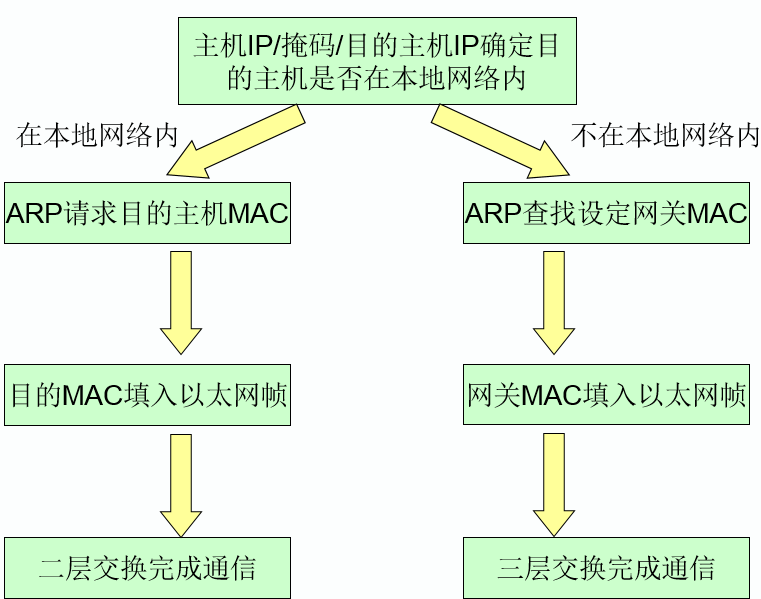 主机IP/掩码/目的主机IP确定目
的主机是否在本地网络内
在本地网络内
不在本地网络内
ARP请求目的主机MAC
ARP查找设定网关MAC
目的MAC填入以太网帧
网关MAC填入以太网帧
二层交换完成通信
三层交换完成通信